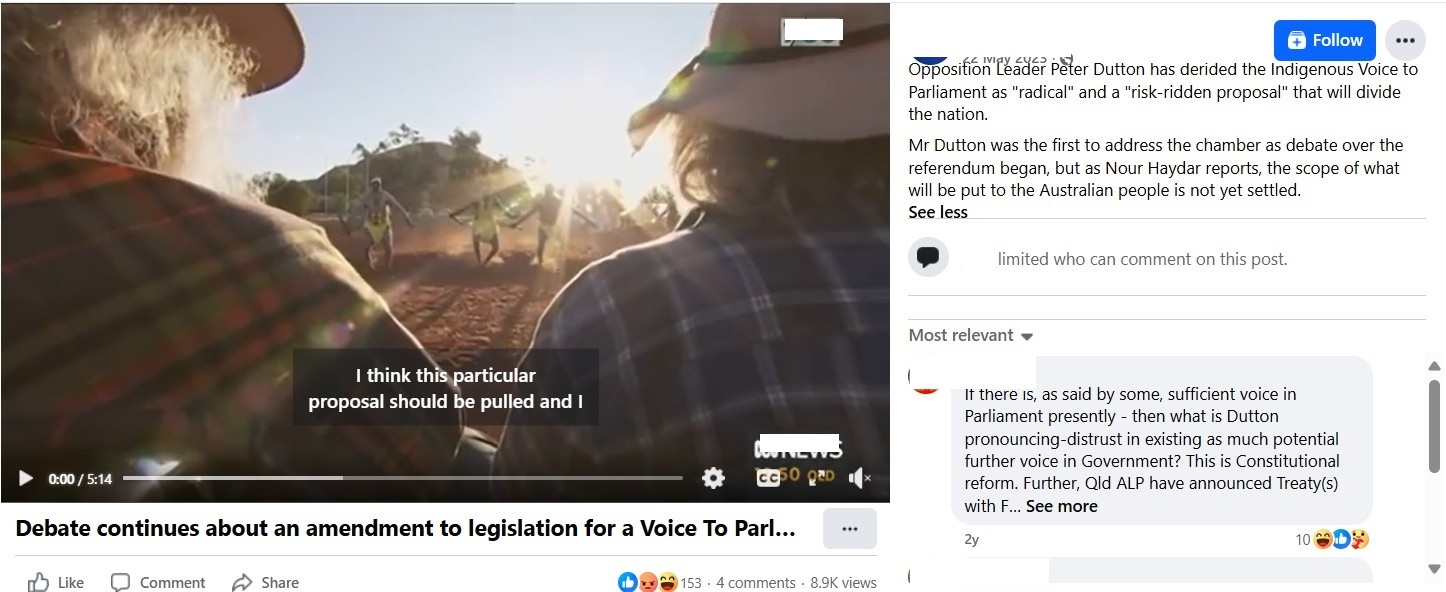 I think this particular
proposal should be pulled and I
NEWS
CC
QLD
0:00 / 5:14
Debate continues about an amendment to legislation for a Voice To Parl...
Like
Comment
Share
153 · 4 comments · 8.9K views
Follow
22 May 2023 ·
Opposition Leader Peter Dutton has derided the Indigenous Voice to
Parliament as "radical" and a "risk-ridden proposal" that will divide
the nation.
Mr Dutton was the first to address the chamber as debate over the
referendum began, but as Nour Haydar reports, the scope of what
will be put to the Australian people is not yet settled.
See less
limited who can comment on this post.
Most relevant
If there is, as said by some, sufficient voice in
Parliament presently - then what is Dutton
pronouncing-distrust in existing as much potential
further voice in Government? This is Constitutional
reform. Further, Qld ALP have announced Treaty(s)
with F... See more
2y
10